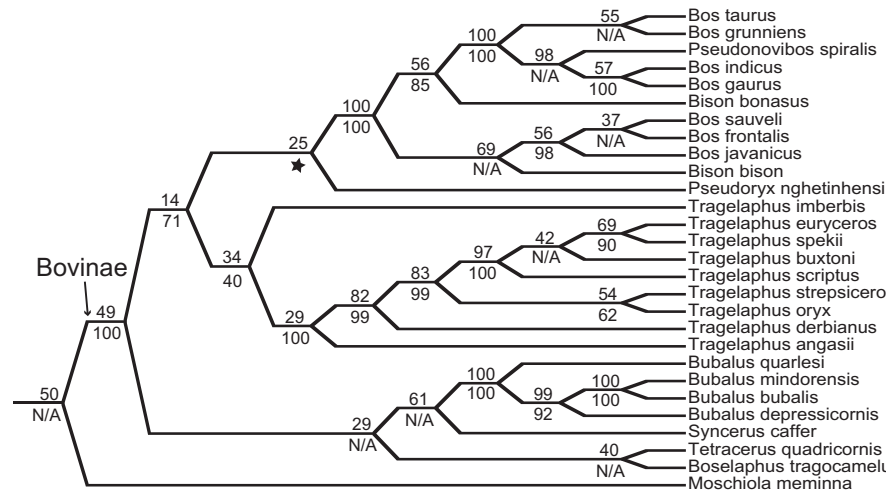 55
Bos taurus
N/A
Bos grunniens
100
100
98
Pseudonovibos spiralis
N/A
57
Bos indicus
100
Bos gaurus
56
85
Bison bonasus
100
100
37
Bos sauveli
N/A
Bos frontalis
56
98
Bos javanicus
69
N/A
Bison bison
25
Pseudoryx nghetinhensi
14
71
Tragelaphus imberbis
34
40
69
Tragelaphus euryceros
90
Tragelaphus spekii
42
N/A
Tragelaphus buxtoni
97
100
Tragelaphus scriptus
83
99
54
Tragelaphus strepsicero
62
Tragelaphus oryx
82
99
Tragelaphus derbianus
29
100
Tragelaphus angasii
Bovinae
49
100
Bubalus quarlesi
100
100
100
Bubalus mindorensis
100
Bubalus bubalis
99
92
Bubalus depressicornis
61
N/A
Syncerus caffer
29
N/A
40
Tetracerus quadricornis
N/A
Boselaphus tragocamelu
50
N/A
Moschiola meminna